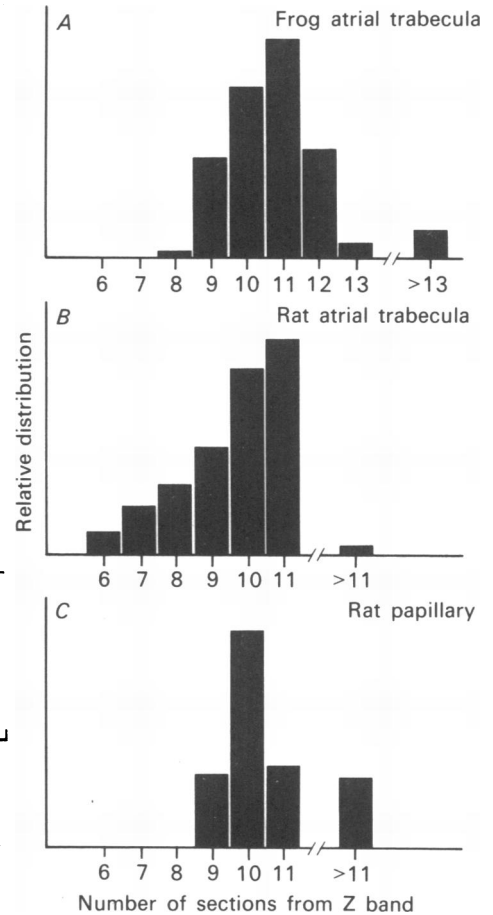 A
Frog atrial trabecula
6 7 8 9 10 11 12 13 >13
B
Rat atrial trabecula
Relative distribution
6 7 8 9 10 11 >11
C
Rat papillary
6 7 8 9 10 11 >11
Number of sections from Z band